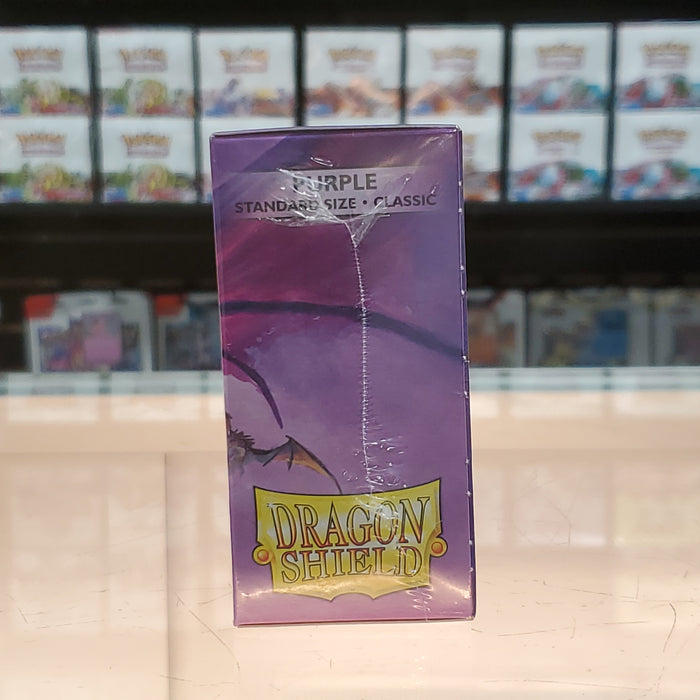 PURPLE
STANDARD SIZE • CLASSIC
DRAGON
SHIELD